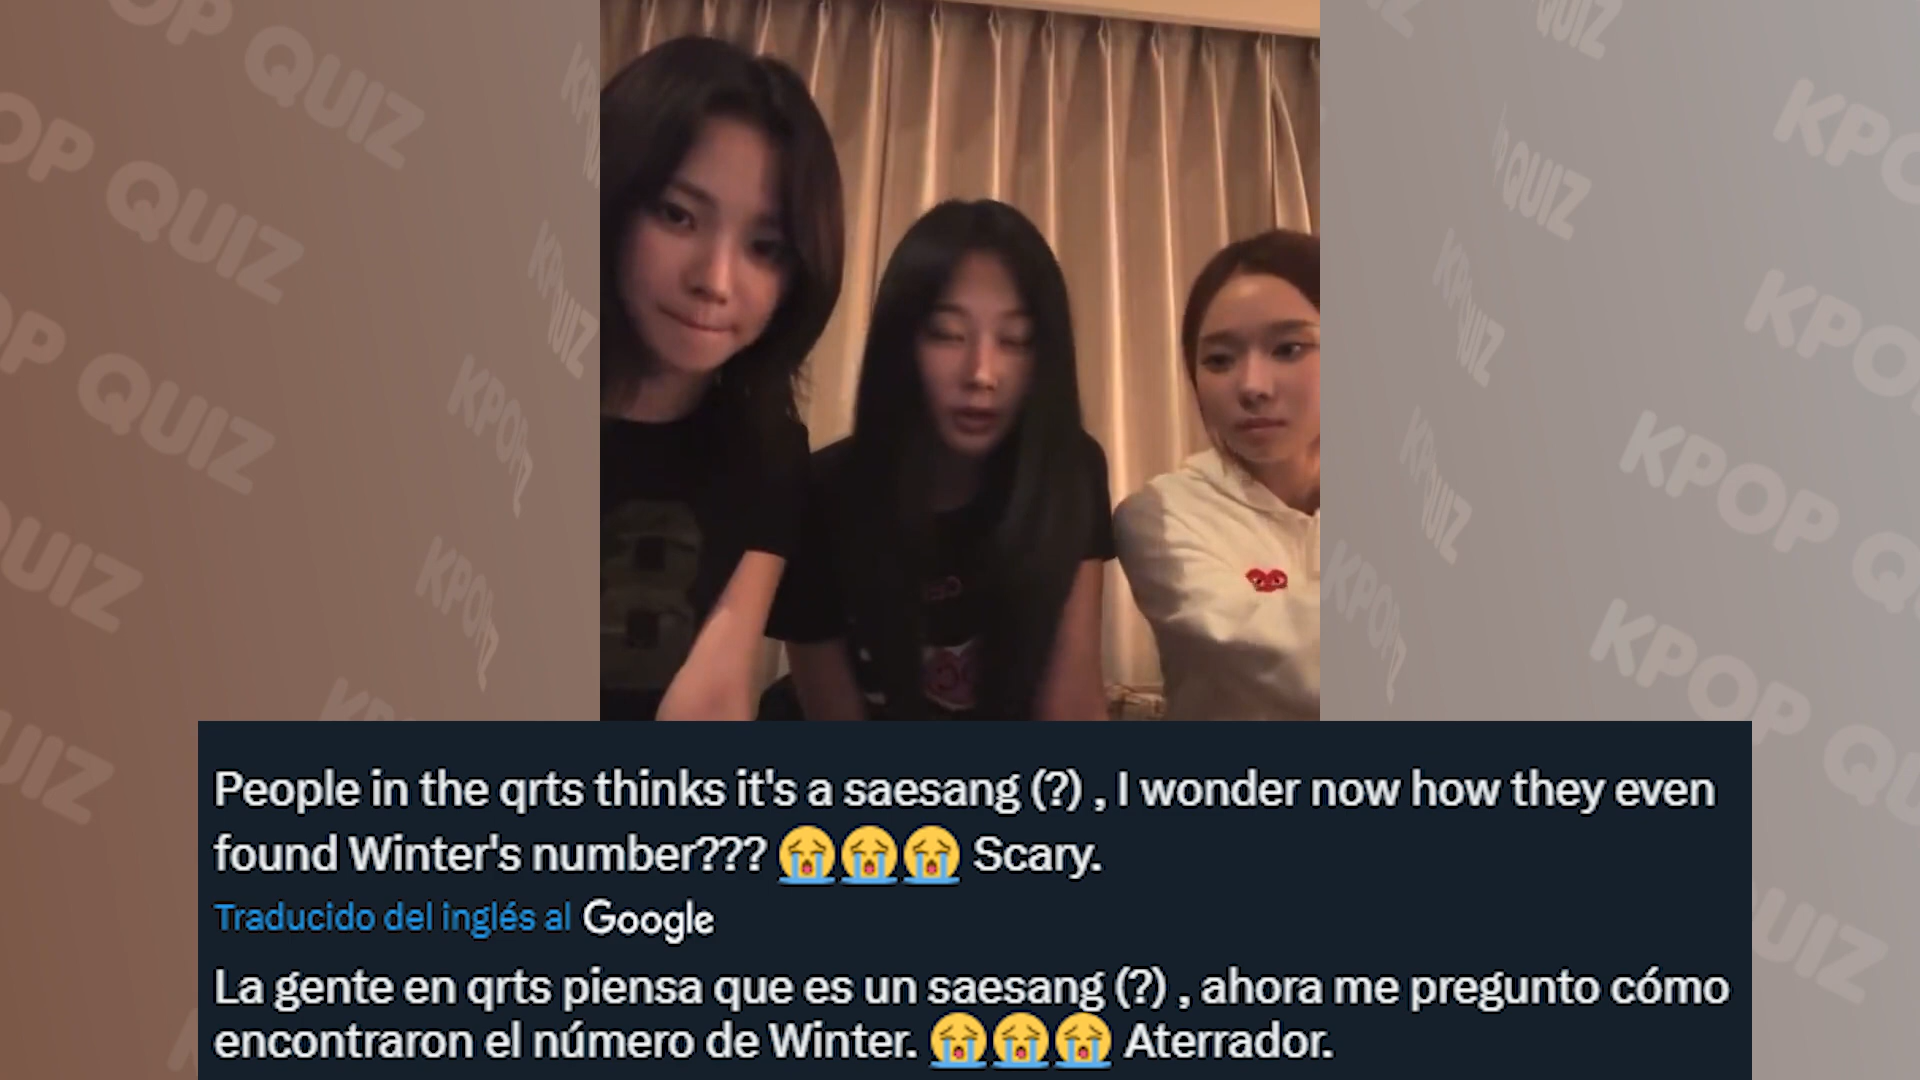 People in the qrts thinks it's a saesang (?) , I wonder now how they even
found Winter's number??? 😭😭😭 Scary.
Traducido del inglés al Google
La gente en qrts piensa que es un saesang (?) , ahora me pregunto cómo
encontraron el número de Winter. 😭😭😭 Aterrador.
KPOP QUIZ